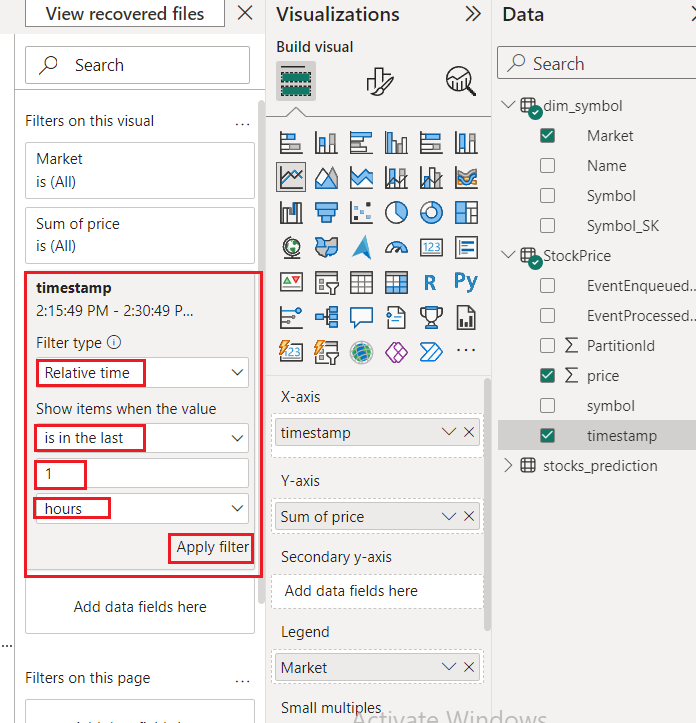 View recovered files
Search
Filters on this visual
...
Market
is (All)
Sum of price
is (All)
timestamp
2:15:49 PM - 2:30:49 P...
Filter type
Relative time
Show items when the value
is in the last
1
hours
Apply filter
Add data fields here
...
Filters on this page
...
Visualizations
Build visual
123
R
Py
123
...
X-axis
timestamp
Y-axis
Sum of price
Secondary y-axis
Add data fields here
Legend
Market
Small multiples
Activate Windows
Data
Search
dim_symbol
Market
Name
Symbol
Symbol_SK
StockPrice
EventEnqueued...
EventProcessed...
∑ PartitionId
∑ price
symbol
timestamp
stocks_prediction